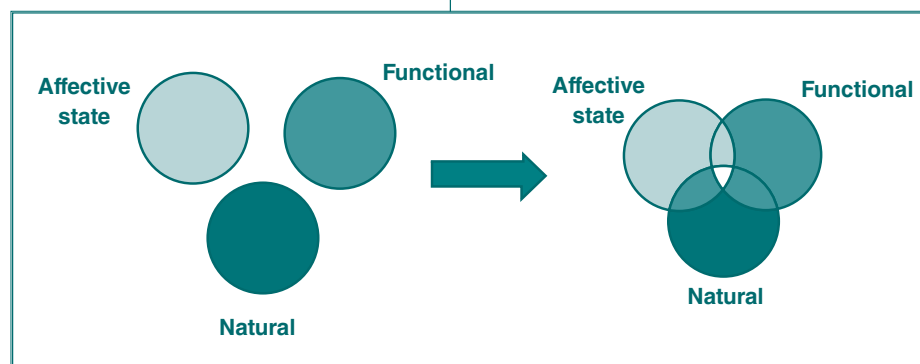 Affective
state
Functional
Natural
Affective
state
Functional
Natural